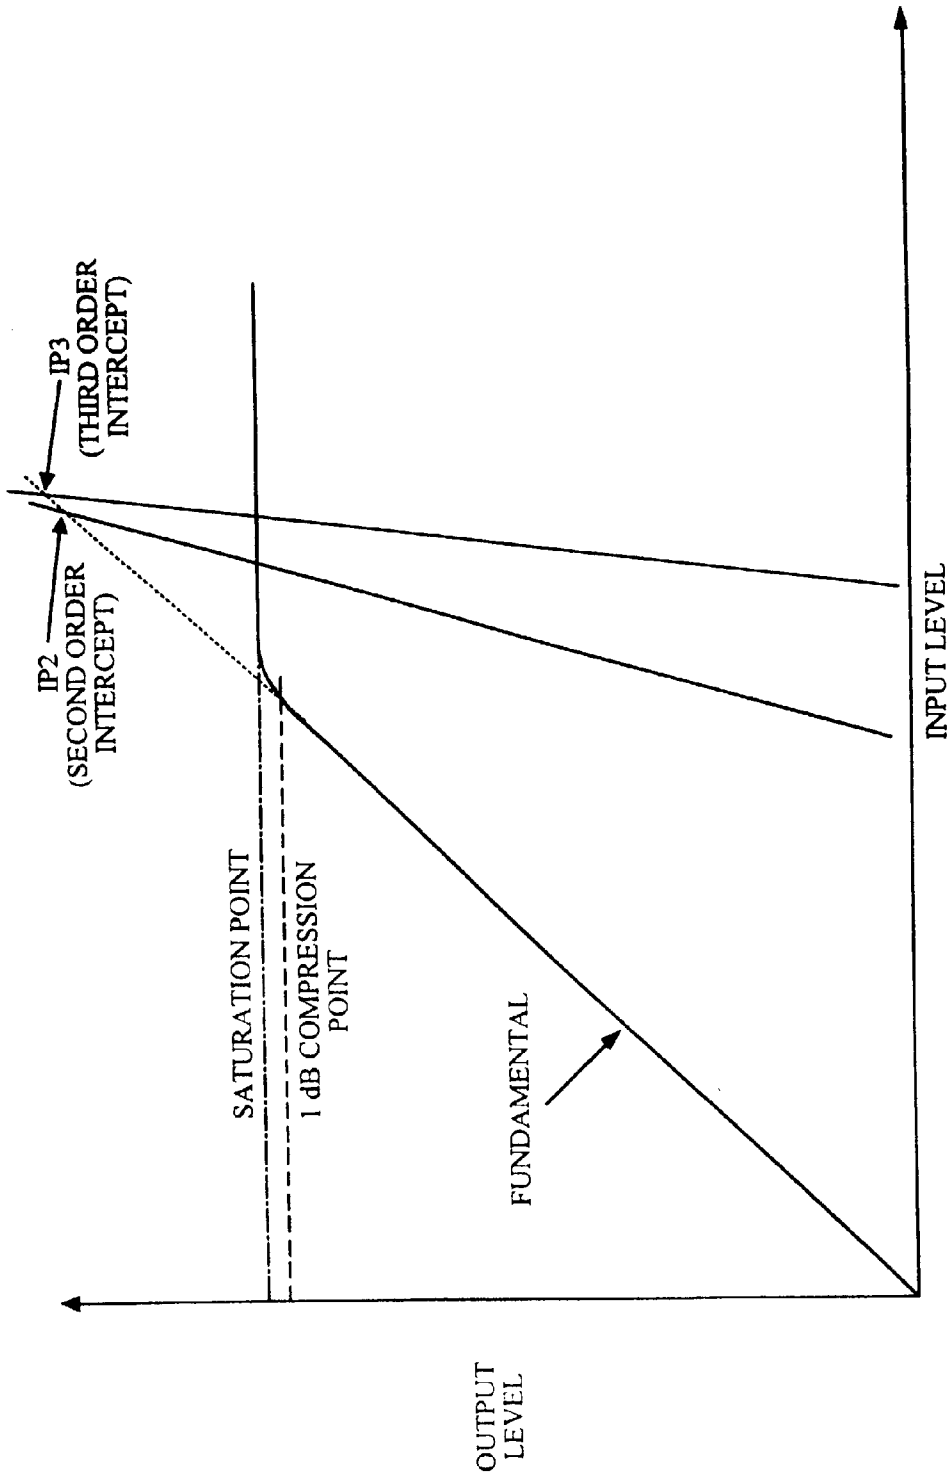 IP2
(SECOND ORDER
INTERCEPT)
IP3
(THIRD ORDER
INTERCEPT)
SATURATION POINT
1 dB COMPRESSION
POINT
FUNDAMENTAL
OUTPUT
LEVEL
INPUT LEVEL